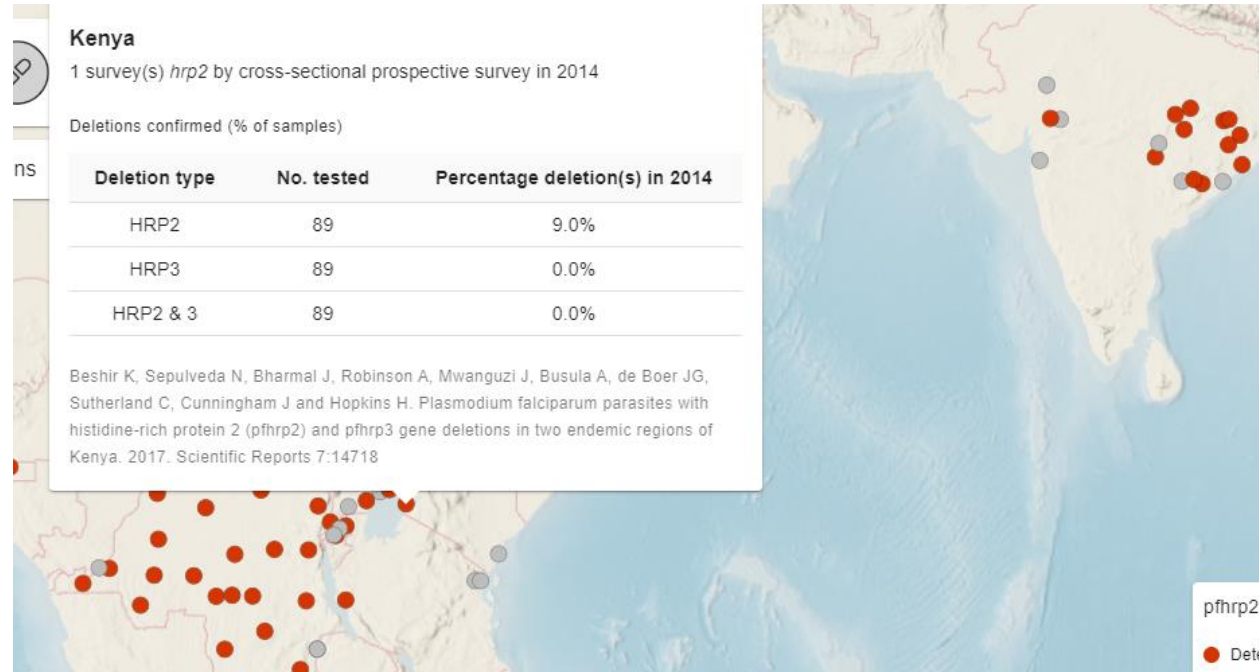 Kenya
1 survey(s) hrp2 by cross-sectional prospective survey in 2014
Deletions confirmed (% of samples)
ns
Deletion type No. tested Percentage deletion(s) in 2014
HRP2 89 9.0%
HRP3 89 0.0%
HRP2 & 3 89 0.0%
Beshir K, Sepulveda N, Bharmal J, Robinson A, Mwanguzi J, Busula A, de Boer JG,
Sutherland C, Cunningham J and Hopkins H. Plasmodium falciparum parasites with
histidine-rich protein 2 (pfhrp2) and pfhrp3 gene deletions in two endemic regions of
Kenya. 2017. Scientific Reports 7:14718
pfhrp2
Dete